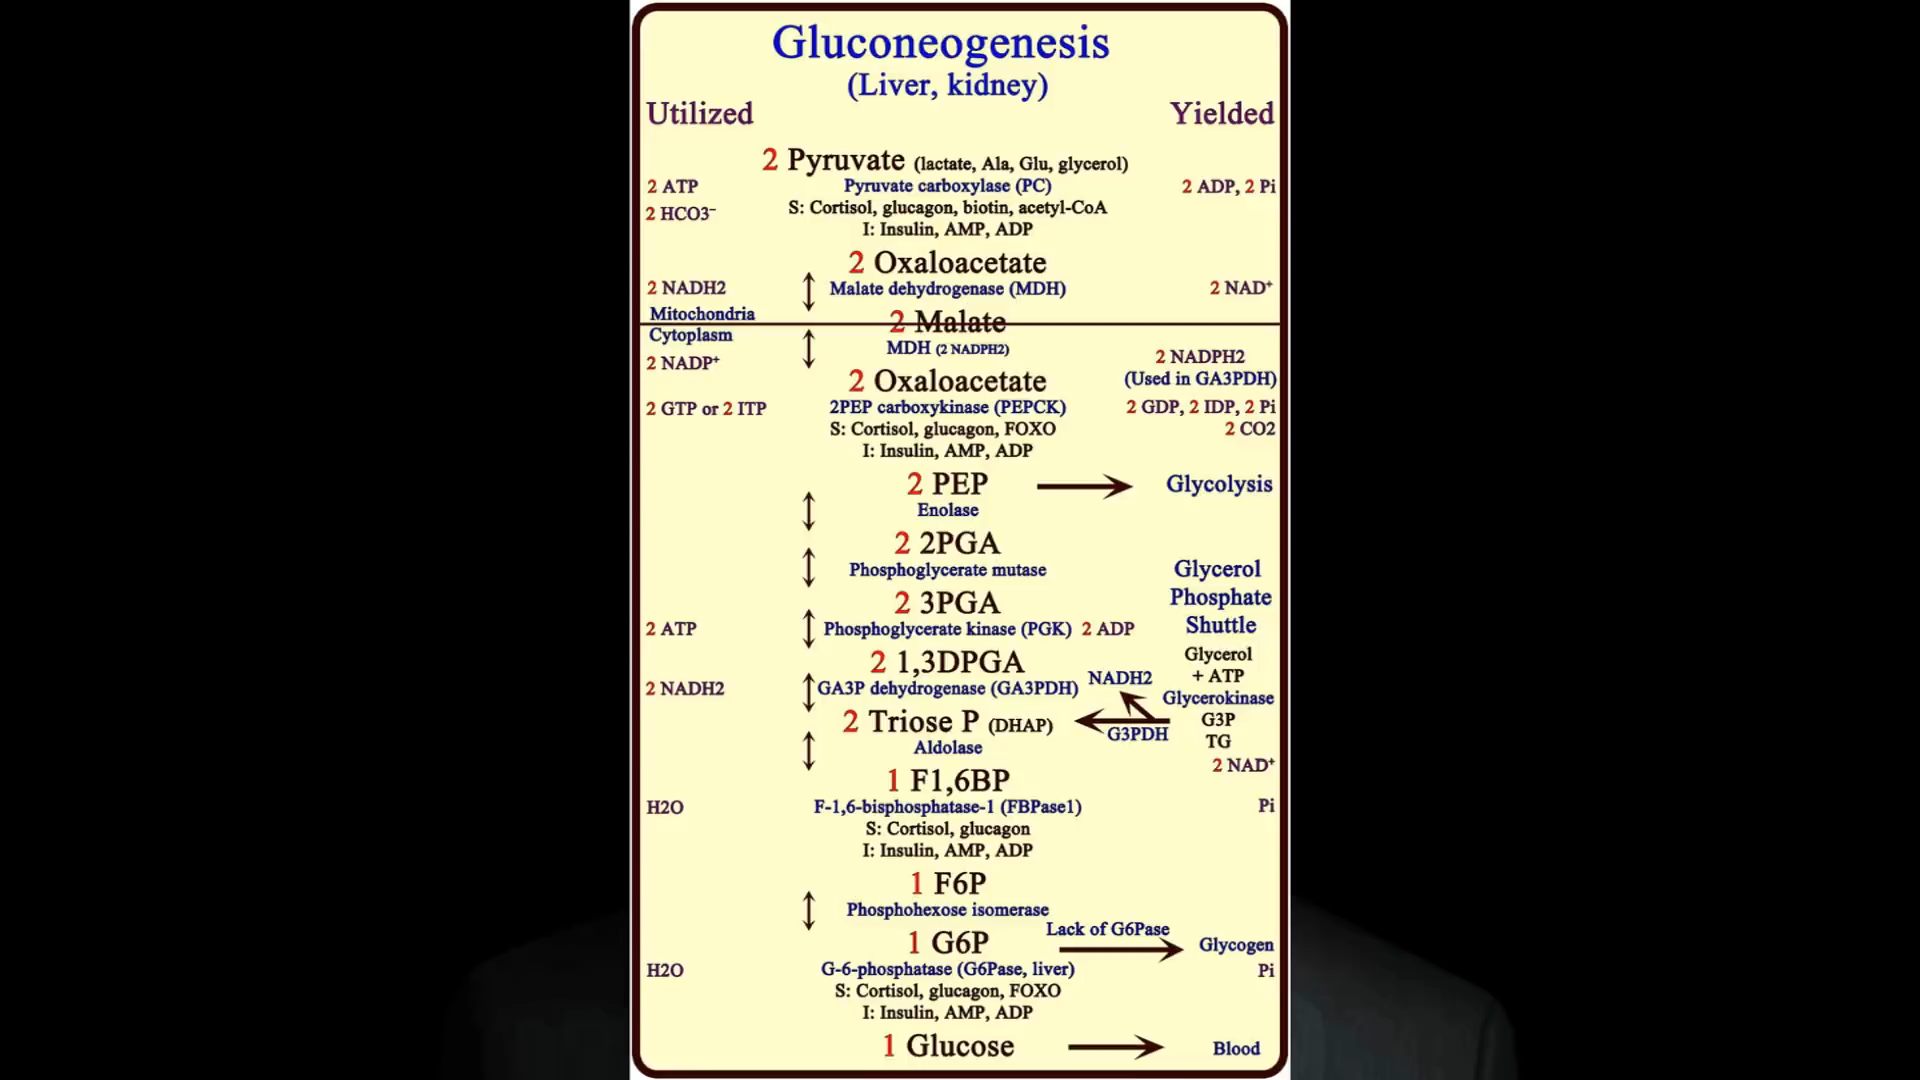 Gluconeogenesis
(Liver, kidney)
Utilized Yielded
2 Pyruvate (lactate, Ala, Glu, glycerol)
2 ATP Pyruvate carboxylase (PC) 2 ADP, 2 Pi
2 HCO3⁻ S: Cortisol, glucagon, biotin, acetyl-CoA
I: Insulin, AMP, ADP
2 Oxaloacetate
2 NADH2 Malate dehydrogenase (MDH) 2 NAD⁺
Mitochondria
2 Malate
Cytoplasm
MDH (2 NADPH2)
2 NADP⁺ 2 NADPH2
2 Oxaloacetate (Used in GA3PDH)
2 GTP or 2 ITP 2PEP carboxykinase (PEPCK) 2 GDP, 2 IDP, 2 Pi
S: Cortisol, glucagon, FOXO 2 CO2
I: Insulin, AMP, ADP
2 PEP Glycolysis
Enolase
2 2PGA
Phosphoglycerate mutase Glycerol
Phosphate
2 3PGA
Shuttle
2 ATP Phosphoglycerate kinase (PGK) 2 ADP
Glycerol
2 1,3DPGA
+ ATP
NADH2
2 NADH2 GA3P dehydrogenase (GA3PDH) Glycerokinase
2 Triose P (DHAP) G3P
G3PDH
TG
Aldolase
2 NAD⁺
1 F1,6BP
H2O F-1,6-bisphosphatase-1 (FBPase1) Pi
S: Cortisol, glucagon
I: Insulin, AMP, ADP
1 F6P
Phosphohexose isomerase
Lack of G6Pase
1 G6P Glycogen
H2O G-6-phosphatase (G6Pase, liver) Pi
S: Cortisol, glucagon, FOXO
I: Insulin, AMP, ADP
1 Glucose Blood